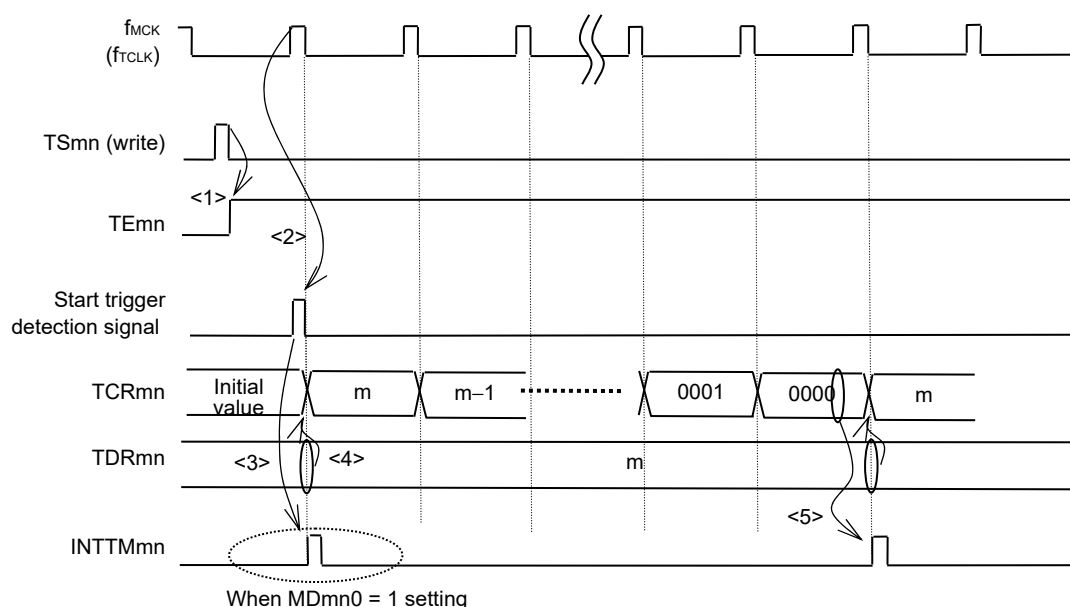 fMCK
(fTCLK)
TSmn (write)
<1>
TEmn
<2>
Start trigger
detection signal
TCRmn
Initial
value
m
m−1
0001
0000
m
TDRmn
<3>
<4>
m
<5>
INTTMmn
When MDmn0 = 1 setting